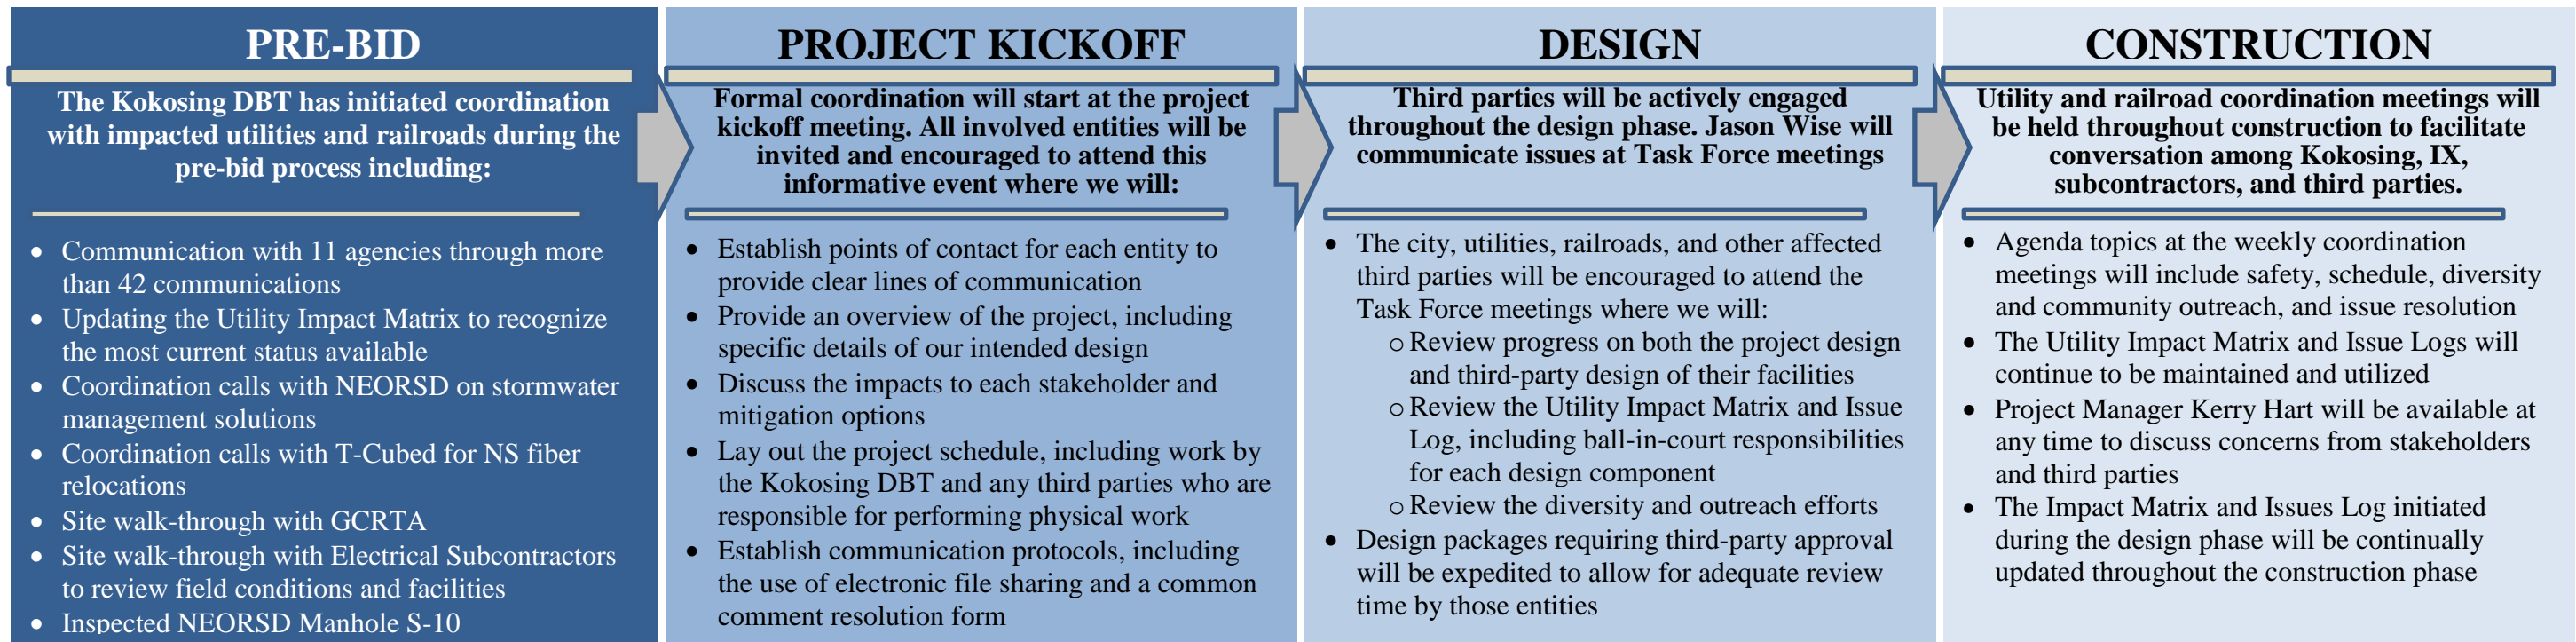 PRE-BID
The Kokosing DBT has initiated coordination
with impacted utilities and railroads during the
pre-bid process including:
• Communication with 11 agencies through more
than 42 communications
• Updating the Utility Impact Matrix to recognize
the most current status available
• Coordination calls with NEORSD on stormwater
management solutions
• Coordination calls with T-Cubed for NS fiber
relocations
• Site walk-through with GCRTA
• Site walk-through with Electrical Subcontractors
to review field conditions and facilities
• Inspected NEORSD Manhole S-10
PROJECT KICKOFF
Formal coordination will start at the project
kickoff meeting. All involved entities will be
invited and encouraged to attend this
informative event where we will:
• Establish points of contact for each entity to
provide clear lines of communication
• Provide an overview of the project, including
specific details of our intended design
• Discuss the impacts to each stakeholder and
mitigation options
• Lay out the project schedule, including work by
the Kokosing DBT and any third parties who are
responsible for performing physical work
• Establish communication protocols, including
the use of electronic file sharing and a common
comment resolution form
DESIGN
Third parties will be actively engaged
throughout the design phase. Jason Wise will
communicate issues at Task Force meetings
• The city, utilities, railroads, and other affected
third parties will be encouraged to attend the
Task Force meetings where we will:
o Review progress on both the project design
and third-party design of their facilities
o Review the Utility Impact Matrix and Issue
Log, including ball-in-court responsibilities
for each design component
o Review the diversity and outreach efforts
• Design packages requiring third-party approval
will be expedited to allow for adequate review
time by those entities
CONSTRUCTION
Utility and railroad coordination meetings will
be held throughout construction to facilitate
conversation among Kokosing, IX,
subcontractors, and third parties.
• Agenda topics at the weekly coordination
meetings will include safety, schedule, diversity
and community outreach, and issue resolution
• The Utility Impact Matrix and Issue Logs will
continue to be maintained and utilized
• Project Manager Kerry Hart will be available at
any time to discuss concerns from stakeholders
and third parties
• The Impact Matrix and Issues Log initiated
during the design phase will be continually
updated throughout the construction phase